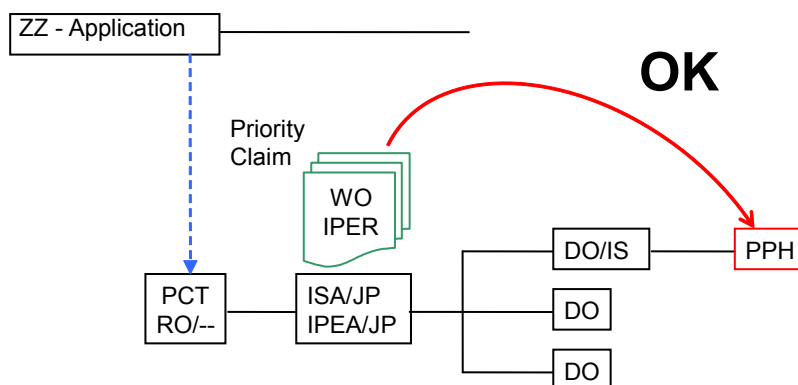 ZZ - Application
OK
Priority
Claim
WO
IPER
DO/IS
PPH
PCT
RO/--
ISA/JP
IPEA/JP
DO
DO